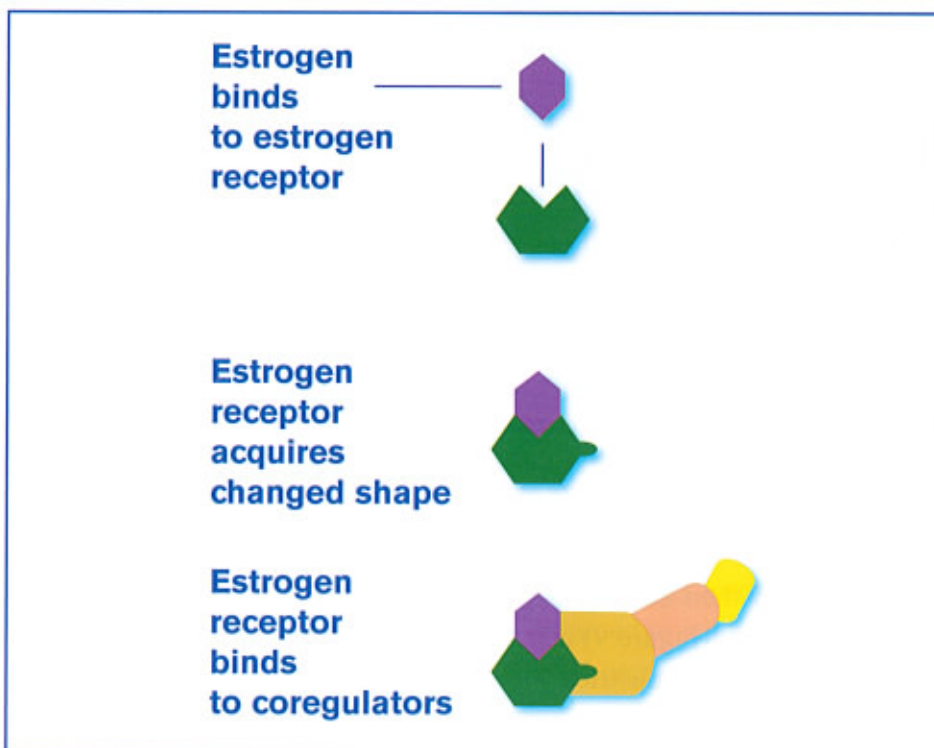 Estrogen
binds
to estrogen
receptor
Estrogen
receptor
acquires
changed shape
Estrogen
receptor
binds
to coregulators